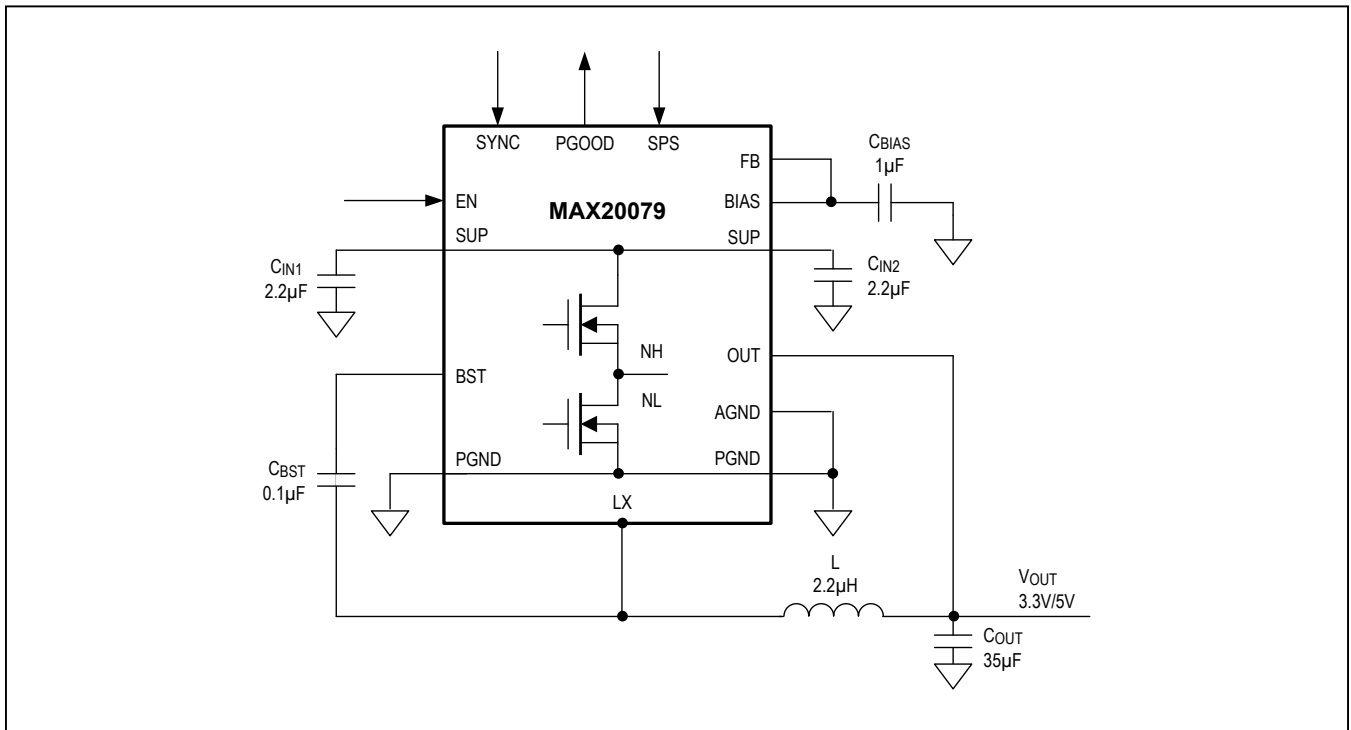 SYNC
PGOOD
SPS
FB
BIAS
CBIAS
1µF
EN
MAX20079
SUP
SUP
CIN1
2.2µF
CIN2
2.2µF
NH
NL
OUT
BST
AGND
PGND
PGND
CBST
0.1µF
LX
L
2.2µH
VOUT
3.3V/5V
COUT
35µF